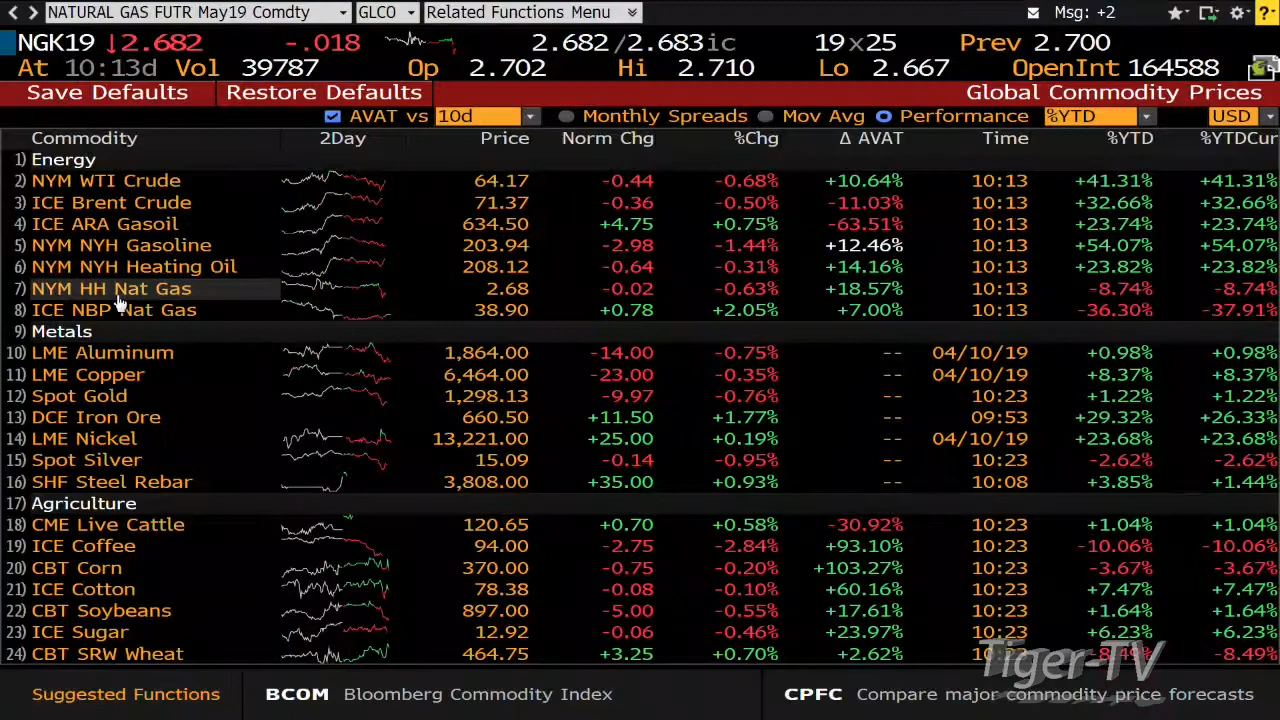 NATURAL GAS FUTR May19 Comdty GLCO Related Functions Menu Msg: +2
NGK19 ↓2.682 -.018 2.682/2.683ic 19x25 Prev 2.700
At 10:13d Vol 39787 Op 2.702 Hi 2.710 Lo 2.667 OpenInt 164588
Save Defaults Restore Defaults Global Commodity Prices
AVAT vs 10d Monthly Spreads Mov Avg Performance %YTD USD
Commodity 2Day Price Norm Chg %Chg Δ AVAT Time %YTD %YTDCur
1) Energy
2) NYM WTI Crude 64.17 -0.44 -0.68% +10.64% 10:13 +41.31% +41.31%
3) ICE Brent Crude 71.37 -0.36 -0.50% -11.03% 10:13 +32.66% +32.66%
4) ICE ARA Gasoil 634.50 +4.75 +0.75% -63.51% 10:13 +23.74% +23.74%
5) NYM NYH Gasoline 203.94 -2.98 -1.44% +12.46% 10:13 +54.07% +54.07%
6) NYM NYH Heating Oil 208.12 -0.64 -0.31% +14.16% 10:13 +23.82% +23.82%
7) NYM HH Nat Gas 2.68 -0.02 -0.63% +18.57% 10:13 -8.74% -8.74%
8) ICE NBP Nat Gas 38.90 +0.78 +2.05% +7.00% 10:13 -36.30% -37.91%
9) Metals
10) LME Aluminum 1,864.00 -14.00 -0.75% -- 04/10/19 +0.98% +0.98%
11) LME Copper 6,464.00 -23.00 -0.35% -- 04/10/19 +8.37% +8.37%
12) Spot Gold 1,298.13 -9.97 -0.76% -- 10:23 +1.22% +1.22%
13) DCE Iron Ore 660.50 +11.50 +1.77% -- 09:53 +29.32% +26.33%
14) LME Nickel 13,221.00 +25.00 +0.19% -- 04/10/19 +23.68% +23.68%
15) Spot Silver 15.09 -0.14 -0.95% -- 10:23 -2.62% -2.62%
16) SHF Steel Rebar 3,808.00 +35.00 +0.93% -- 10:08 +3.85% +1.44%
17) Agriculture
18) CME Live Cattle 120.65 +0.70 +0.58% -30.92% 10:23 +1.04% +1.04%
19) ICE Coffee 94.00 -2.75 -2.84% +93.10% 10:23 -10.06% -10.06%
20) CBT Corn 370.00 -0.75 -0.20% +103.27% 10:23 -3.67% -3.67%
21) ICE Cotton 78.38 -0.08 -0.10% +60.16% 10:23 +7.47% +7.47%
22) CBT Soybeans 897.00 -5.00 -0.55% +17.61% 10:23 +1.64% +1.64%
23) ICE Sugar 12.92 -0.06 -0.46% +23.97% 10:23 +6.23% +6.23%
24) CBT SRW Wheat 464.75 +3.25 +0.70% +2.62% 10:23 -8.49% -8.49%
Tiger-TV
Suggested Functions BCOM Bloomberg Commodity Index CPFC Compare major commodity price forecasts